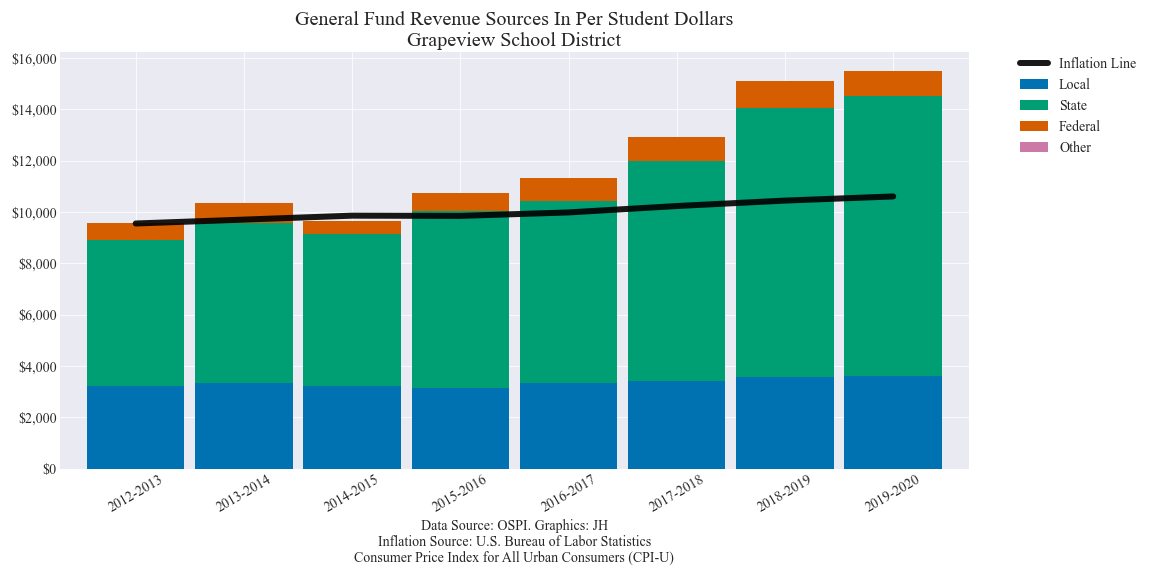 General Fund Revenue Sources In Per Student Dollars
Grapeview School District
$16,000
$14,000
$12,000
$10,000
$8,000
$6,000
$4,000
$2,000
$0
2012-2013
2013-2014
2014-2015
2015-2016
2016-2017
2017-2018
2018-2019
2019-2020
Inflation Line
Local
State
Federal
Other
Data Source: OSPI. Graphics: JH
Inflation Source: U.S. Bureau of Labor Statistics
Consumer Price Index for All Urban Consumers (CPI-U)